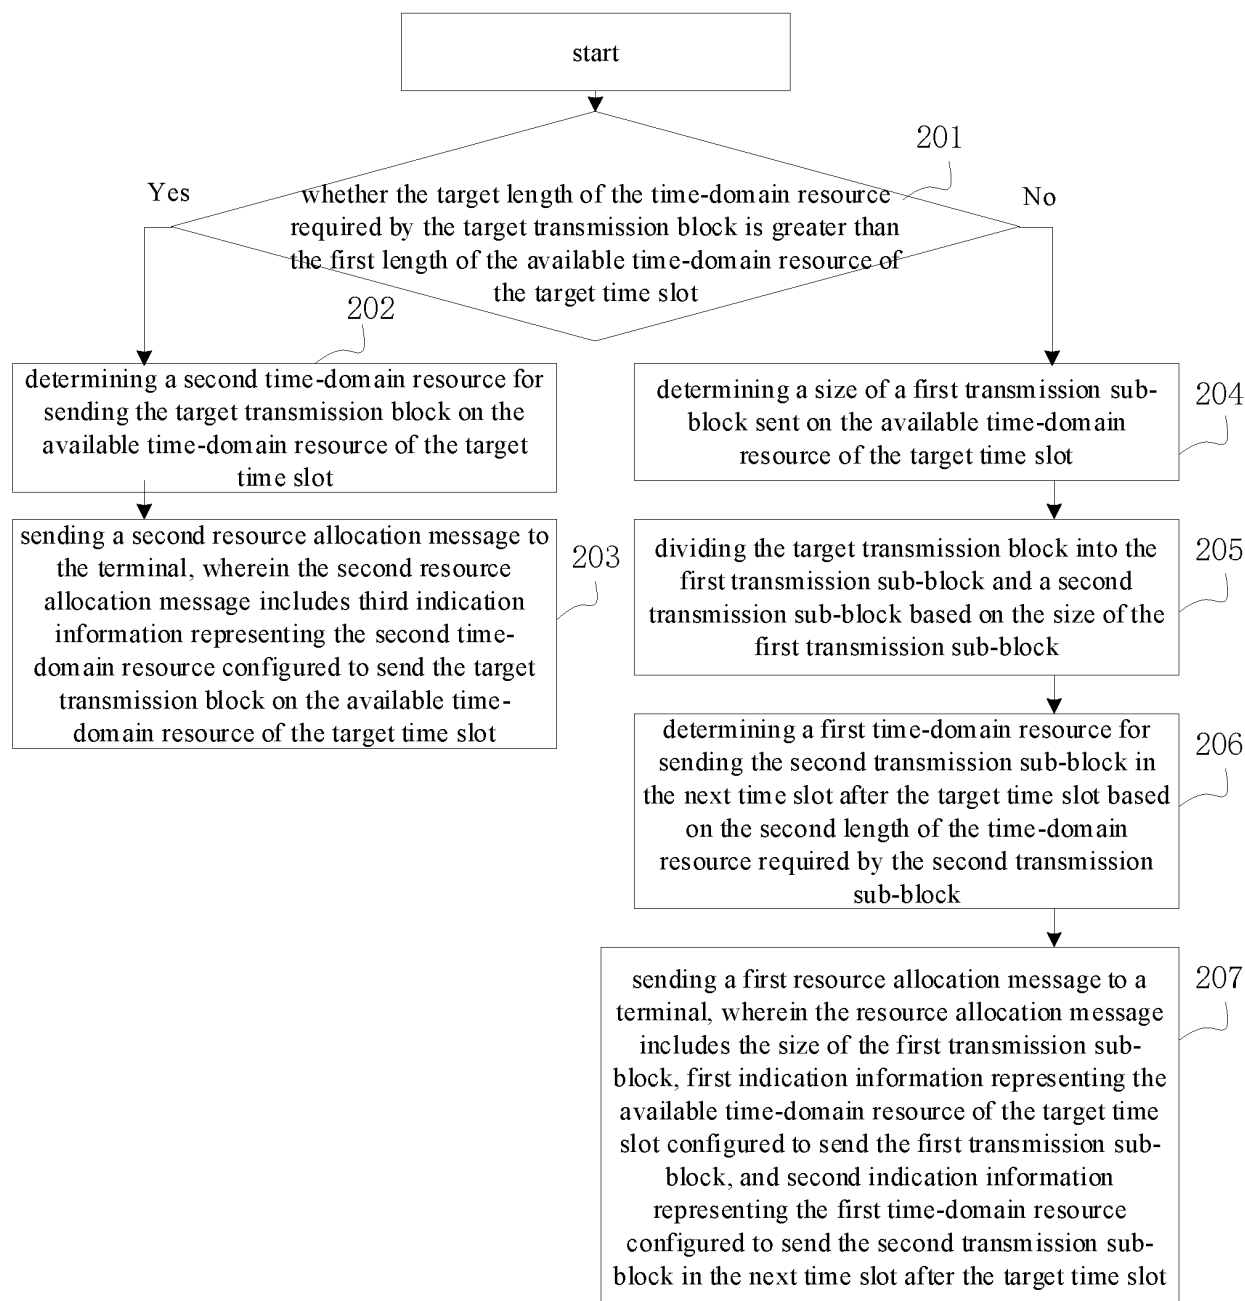 start
201
Yes
No
whether the target length of the time-domain resource
required by the target transmission block is greater than
the first length of the available time-domain resource of
the target time slot
202
determining a second time-domain resource for
sending the target transmission block on the
available time-domain resource of the target
time slot
sending a second resource allocation message to
the terminal, wherein the second resource
allocation message includes third indication
information representing the second time-
domain resource configured to send the target
transmission block on the available time-
domain resource of the target time slot
203
determining a size of a first transmission sub-
block sent on the available time-domain
resource of the target time slot
204
dividing the target transmission block into the
first transmission sub-block and a second
transmission sub-block based on the size of the
first transmission sub-block
205
determining a first time-domain resource for
sending the second transmission sub-block in
the next time slot after the target time slot based
on the second length of the time-domain
resource required by the second transmission
sub-block
206
sending a first resource allocation message to a
terminal, wherein the resource allocation message
includes the size of the first transmission sub-
block, first indication information representing the
available time-domain resource of the target time
slot configured to send the first transmission sub-
block, and second indication information
representing the first time-domain resource
configured to send the second transmission sub-
block in the next time slot after the target time slot
207